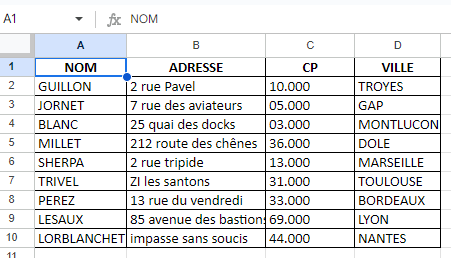 A1 fx NOM
A B C D
1 NOM ADRESSE CP VILLE
2 GUILLON 2 rue Pavel 10.000 TROYES
3 JORNET 7 rue des aviateurs 05.000 GAP
4 BLANC 25 quai des docks 03.000 MONTLUCON
5 MILLET 212 route des chênes 36.000 DOLE
6 SHERPA 2 rue tripide 13.000 MARSEILLE
7 TRIVEL ZI les santons 31.000 TOULOUSE
8 PEREZ 13 rue du vendredi 33.000 BORDEAUX
9 LESAUX 85 avenue des bastions 69.000 LYON
10 LORBLANCHET impasse sans soucis 44.000 NANTES
11